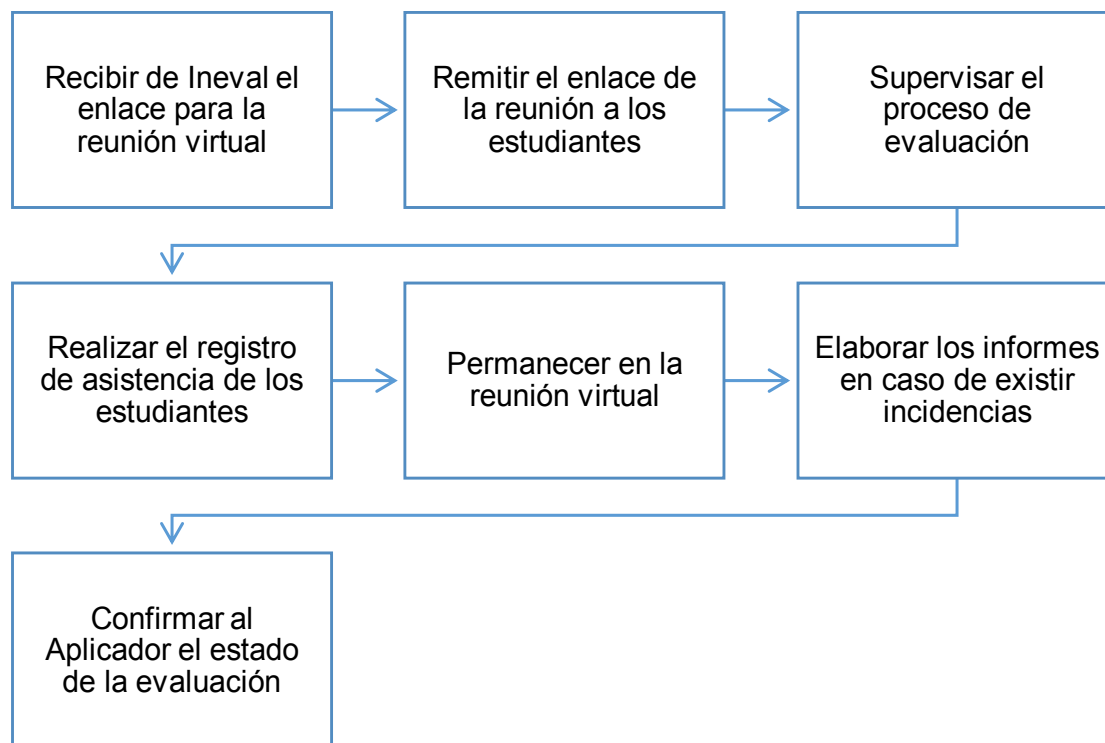 Recibir de Ineval el
enlace para la
reunión virtual
Remitir el enlace de
la reunión a los
estudiantes
Supervisar el
proceso de
evaluación
Realizar el registro
de asistencia de los
estudiantes
Permanecer en la
reunión virtual
Elaborar los informes
en caso de existir
incidencias
Confirmar al
Aplicador el estado
de la evaluación